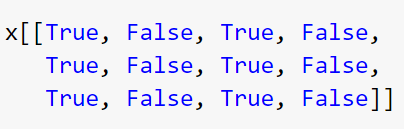 x[[True, False, True, False,
True, False, True, False,
True, False, True, False]]